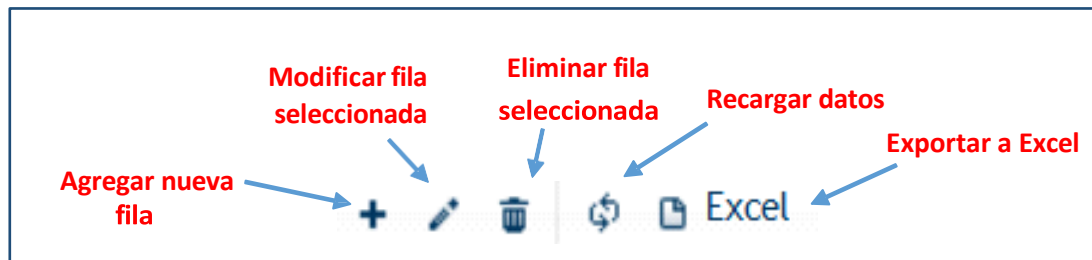 Modificar fila
seleccionada
Eliminar fila
seleccionada
Recargar datos
Exportar a Excel
Agregar nueva
fila
Excel